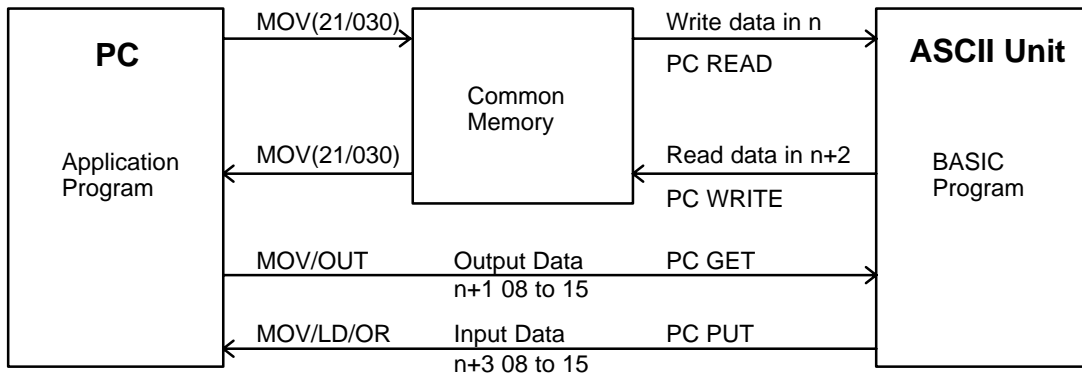 PC
Application
Program
MOV(21/030)
MOV(21/030)
Common
Memory
Write data in n
PC READ
Read data in n+2
PC WRITE
ASCII Unit
BASIC
Program
MOV/OUT
Output Data
n+1 08 to 15
PC GET
MOV/LD/OR
Input Data
n+3 08 to 15
PC PUT